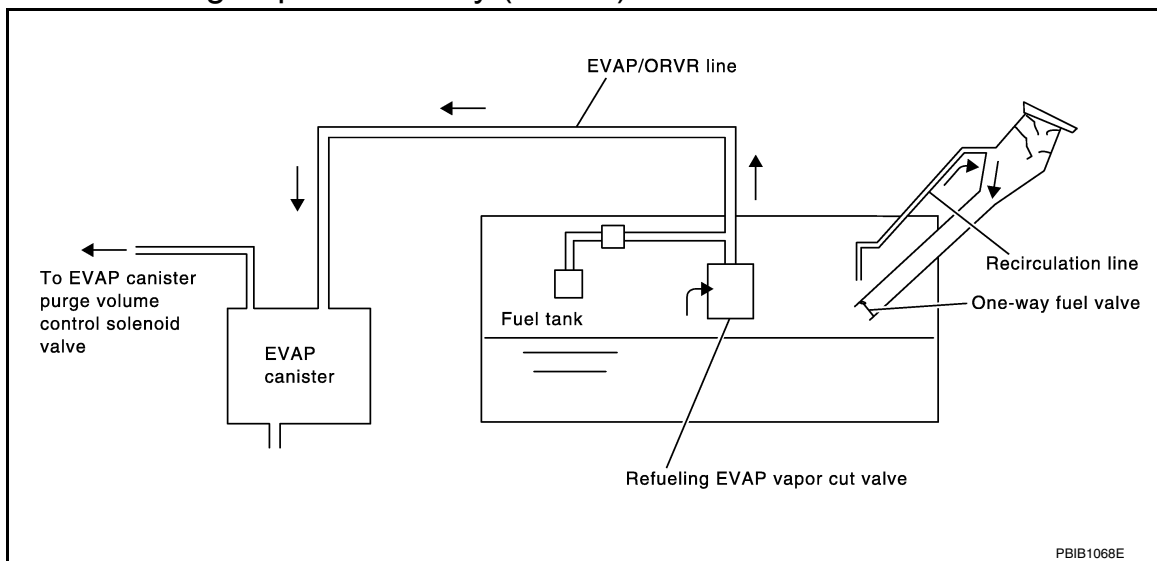 EVAP/ORVR line
Recirculation line
One-way fuel valve
To EVAP canister
purge volume
control solenoid
valve
Fuel tank
EVAP
canister
Refueling EVAP vapor cut valve
PBIB1068E